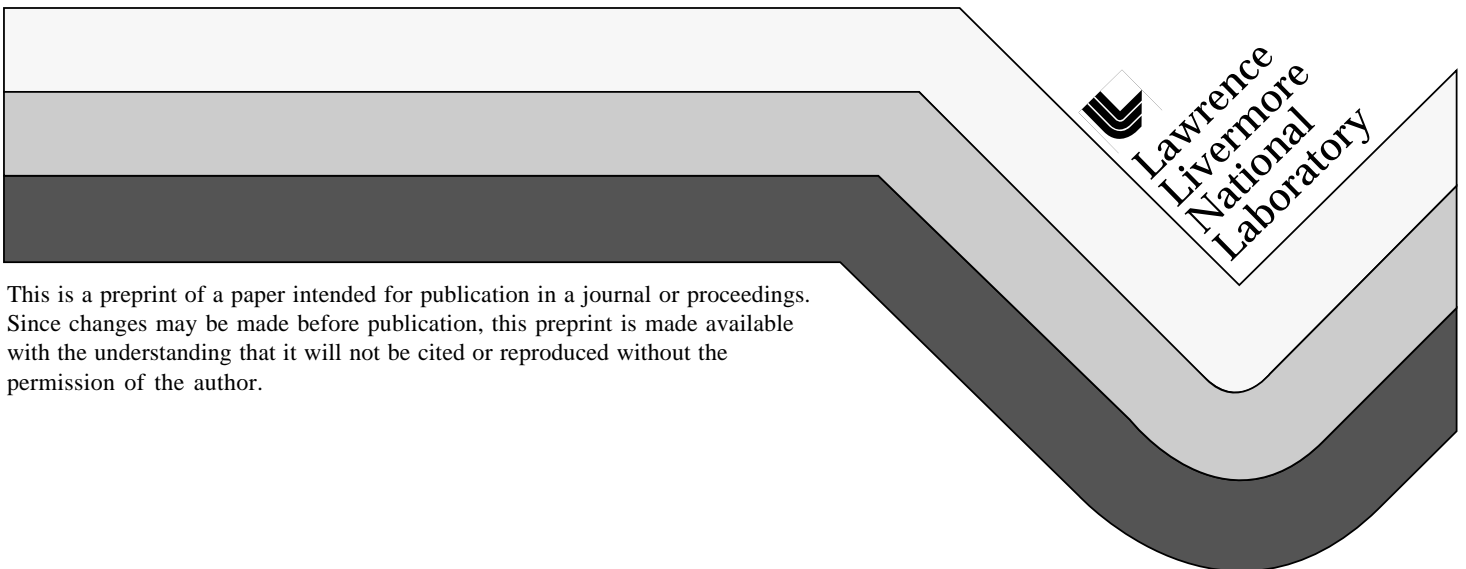 Lawrence
Livermore
National
Laboratory
This is a preprint of a paper intended for publication in a journal or proceedings.
Since changes may be made before publication, this preprint is made available
with the understanding that it will not be cited or reproduced without the
permission of the author.